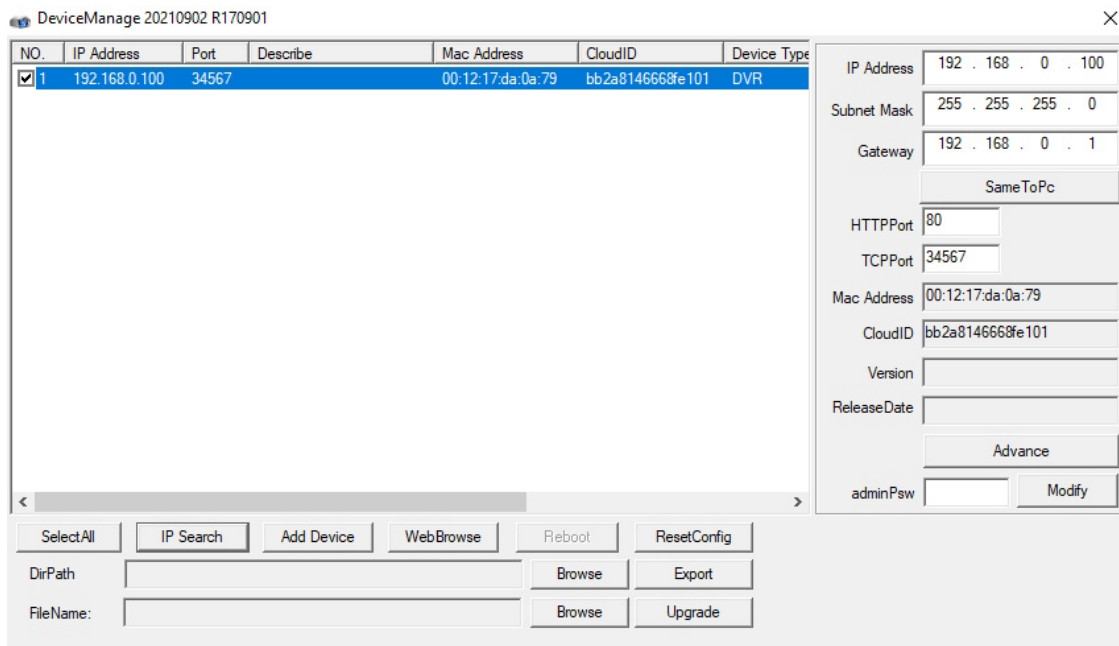 DeviceManage 20210902 R170901
NO. IP Address Port Describe Mac Address CloudID Device Type
1 192.168.0.100 34567 00:12:17:da:0a:79 bb2a8146668fe101 DVR
IP Address 192 . 168 . 0 . 100
Subnet Mask 255 . 255 . 255 . 0
Gateway 192 . 168 . 0 . 1
SameToPc
HTTPPort 80
TCPPort 34567
Mac Address 00:12:17:da:0a:79
CloudID bb2a8146668fe101
Version
ReleaseDate
Advance
adminPsw Modify
SelectAll IP Search Add Device WebBrowse Reboot ResetConfig
DirPath Browse Export
FileName: Browse Upgrade